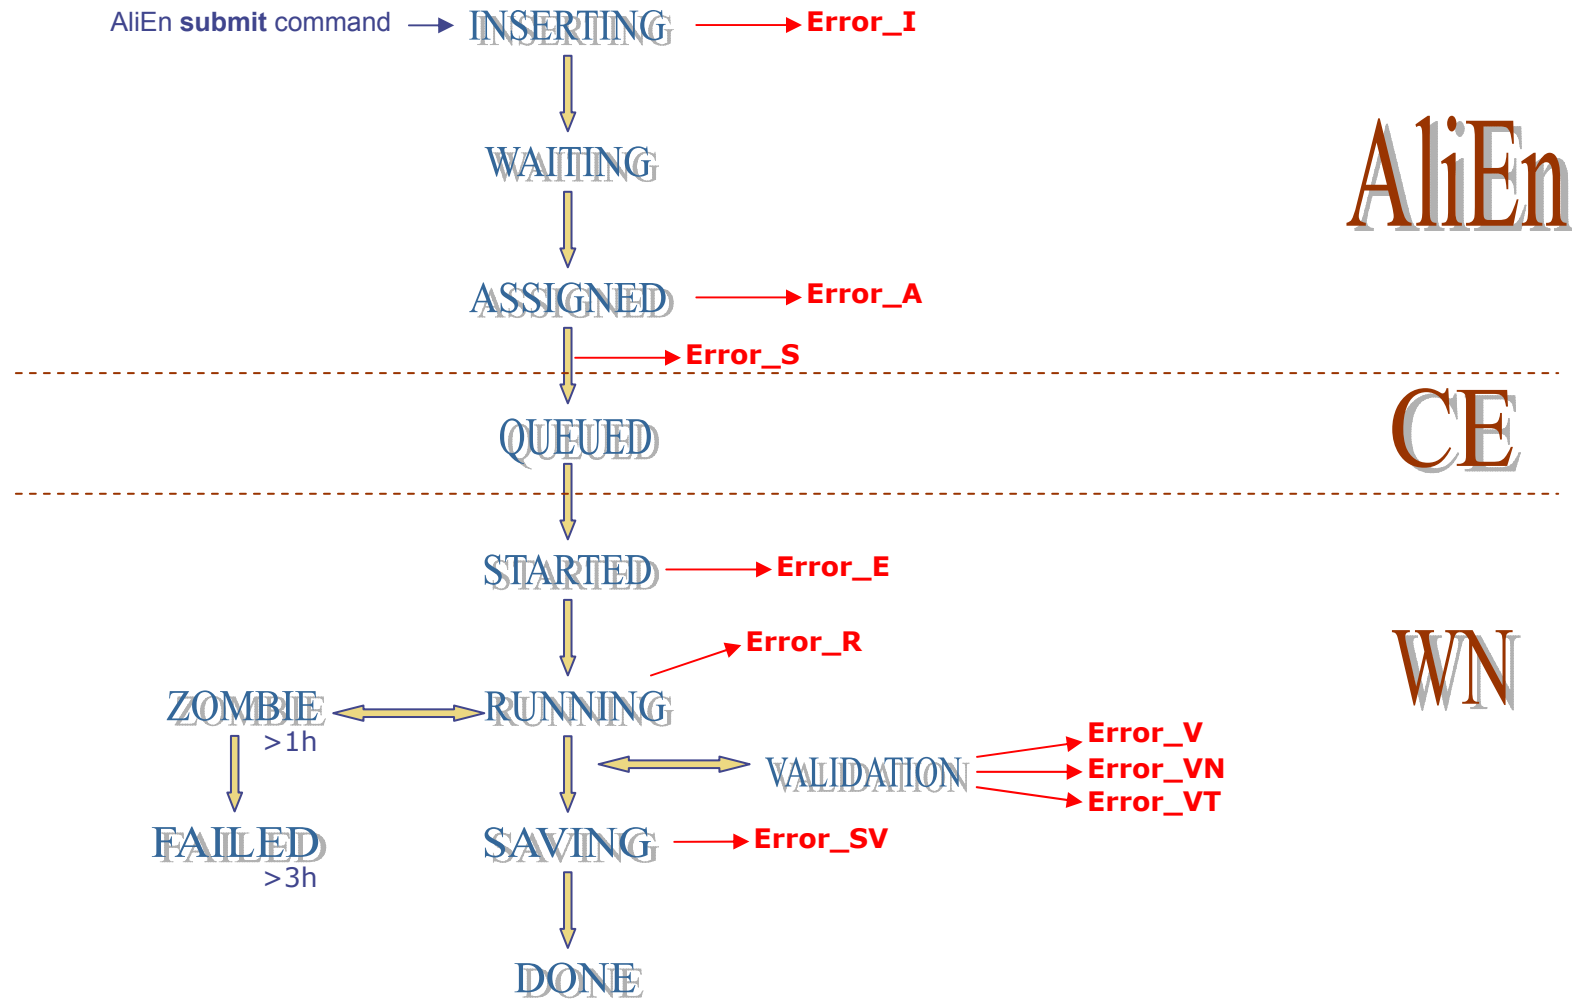 AliEn submit command
INSERTING
Error_I
WAITING
AliEn
ASSIGNED
Error_A
Error_S
QUEUED
CE
STARTED
Error_E
Error_R
WN
ZOMBIE
>1h
RUNNING
VALIDATION
Error_V
Error_VN
Error_VT
FAILED
>3h
SAVING
Error_SV
DONE